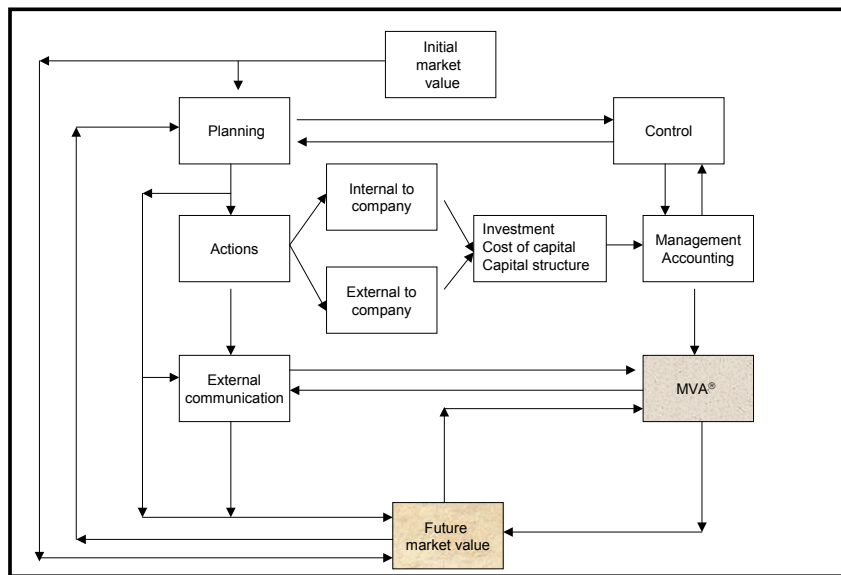 Initial
market
value
Planning
Control
Internal to
company
Actions
Investment
Cost of capital
Capital structure
Management
Accounting
External to
company
External
communication
MVA®
Future
market value